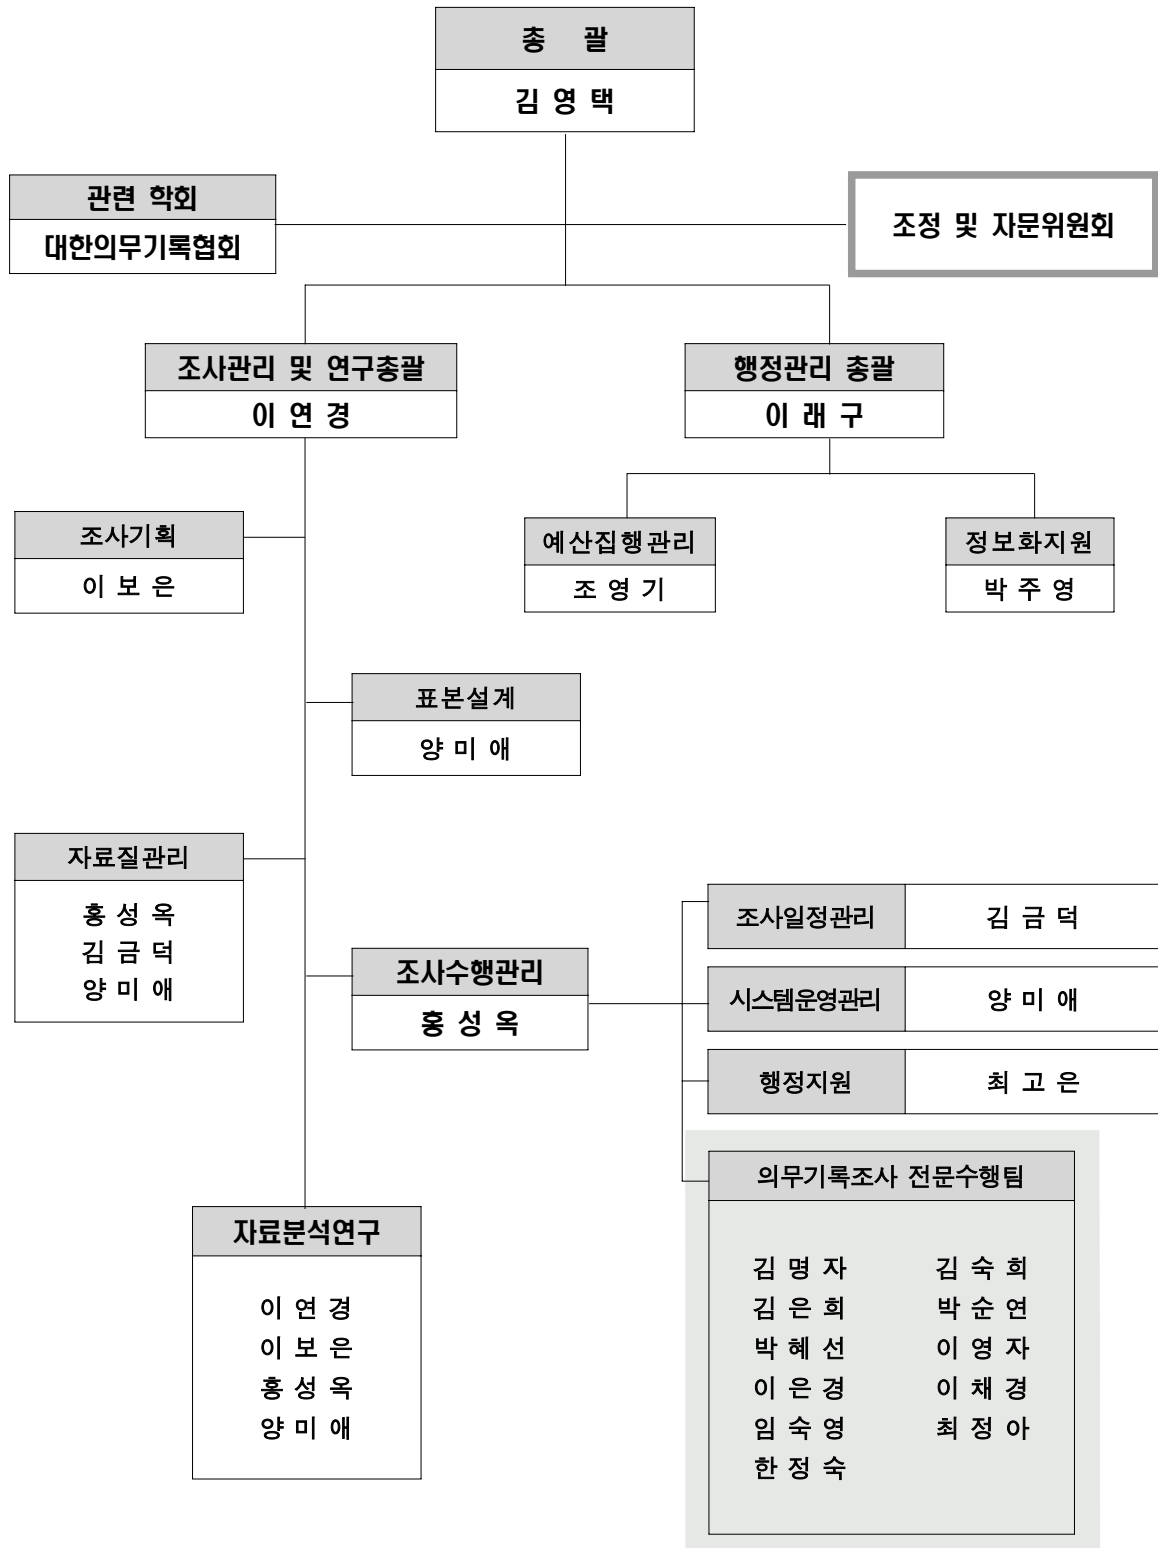 총 괄
김 영 택
관련 학회
대한의무기록협회
조정 및 자문위원회
조사관리 및 연구총괄
이 연 경
행정관리 총괄
이 래 구
조사기획
이 보 은
예산집행관리
조 영 기
정보화지원
박 주 영
표본설계
양 미 애
자료질관리
홍 성 옥
김 금 덕
양 미 애
조사수행관리
홍 성 옥
조사일정관리 김 금 덕
시스템운영관리 양 미 애
행정지원 최 고 은
의무기록조사 전문수행팀
김 명 자 김 숙 희
김 은 희 박 순 연
박 혜 선 이 영 자
이 은 경 이 채 경
임 숙 영 최 정 아
한 정 숙
자료분석연구
이 연 경
이 보 은
홍 성 옥
양 미 애